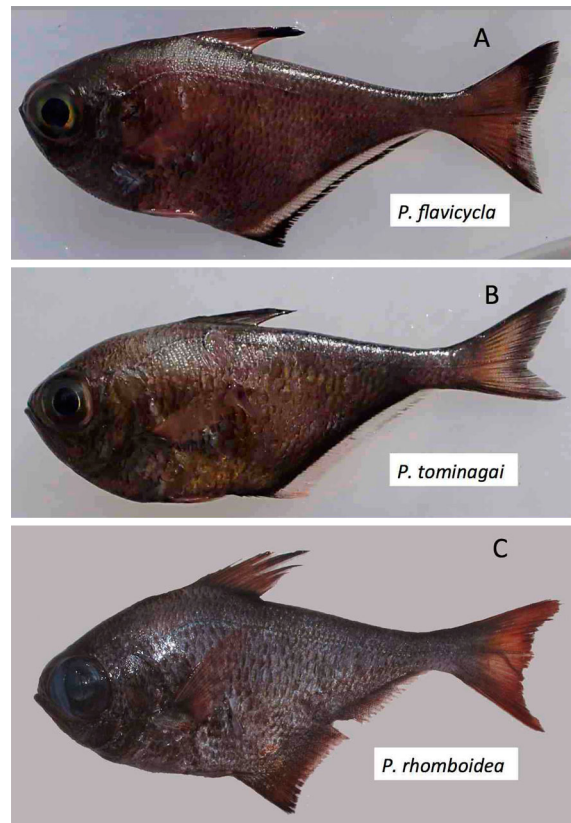 A
P. flavicycla
B
P. tominagai
C
P. rhomboidea